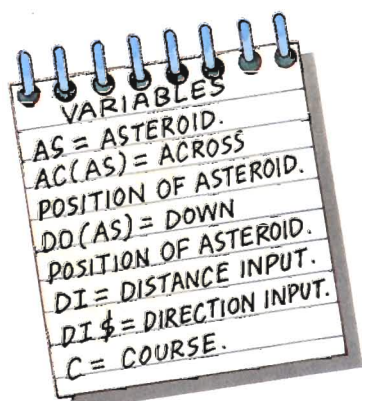 VARIABLES
AS = ASTEROID.
AC(AS) = ACROSS
POSITION OF ASTEROID.
DO(AS) = DOWN
POSITION OF ASTEROID.
DI = DISTANCE INPUT.
DI$ = DIRECTION INPUT.
C = COURSE.